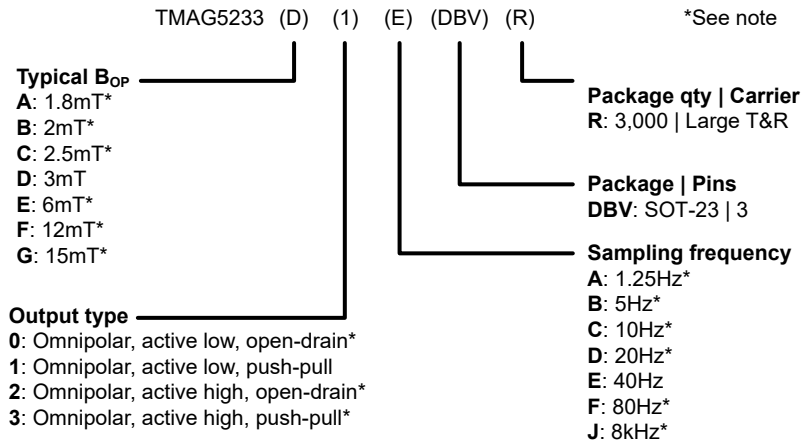 TMAG5233 (D) (1) (E) (DBV) (R) *See note
Typical BOP
A: 1.8mT*
B: 2mT*
C: 2.5mT*
D: 3mT
E: 6mT*
F: 12mT*
G: 15mT*
Output type
0: Omnipolar, active low, open-drain*
1: Omnipolar, active low, push-pull
2: Omnipolar, active high, open-drain*
3: Omnipolar, active high, push-pull*
Package qty | Carrier
R: 3,000 | Large T&R
Package | Pins
DBV: SOT-23 | 3
Sampling frequency
A: 1.25Hz*
B: 5Hz*
C: 10Hz*
D: 20Hz*
E: 40Hz
F: 80Hz*
J: 8kHz*